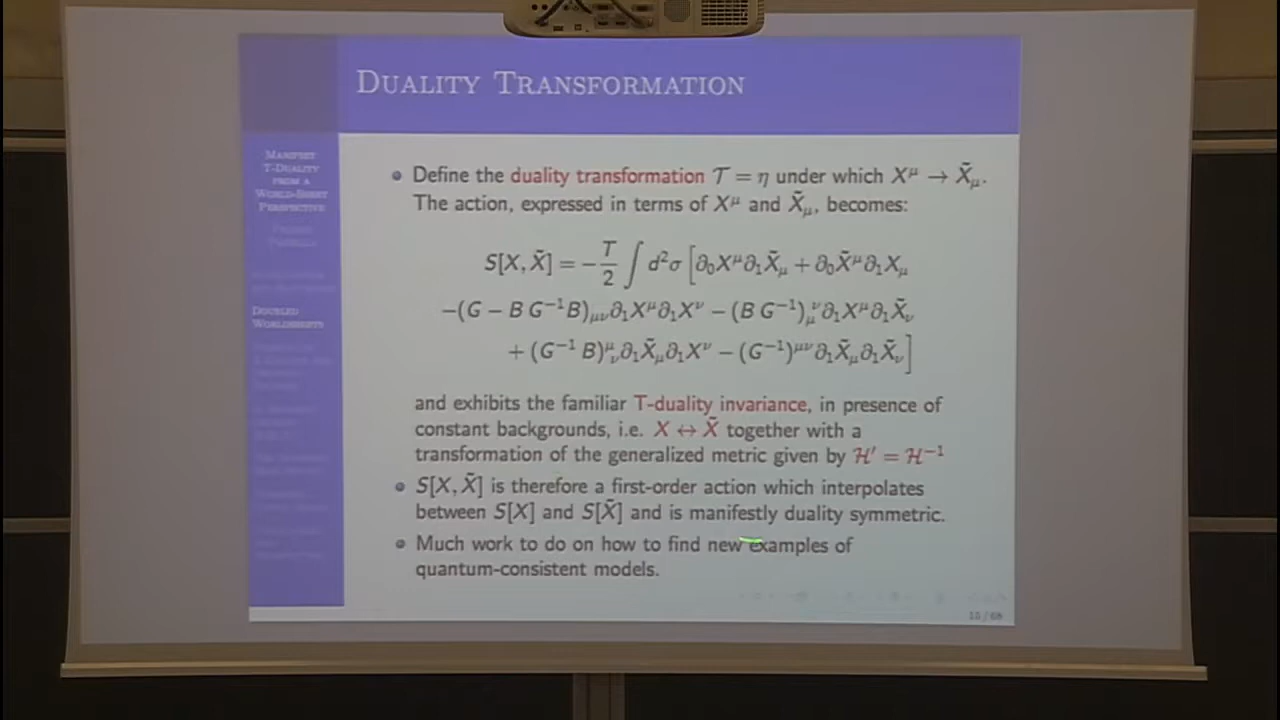 DUALITY TRANSFORMATION
MANIFEST
T-DUALITY
FROM A
WORLD-SHEET
PERSPECTIVE
DOUBLED
WORLDSHEETS
• Define the duality transformation 𝒯 = η under which X^μ → X̃_μ.
The action, expressed in terms of X^μ and X̃_μ, becomes:
S[X, X̃] = −T/2 ∫ d²σ [∂₀X^μ∂₁X̃_μ + ∂₀X̃^μ∂₁X_μ
−(G − B G⁻¹B)_μν ∂₁X^μ∂₁X^ν − (B G⁻¹)_μ^ν ∂₁X^μ∂₁X̃_ν
+ (G⁻¹ B)^μ_ν ∂₁X̃_μ∂₁X^ν − (G⁻¹)^μν ∂₁X̃_μ∂₁X̃_ν]
and exhibits the familiar T-duality invariance, in presence of
constant backgrounds, i.e. X ↔ X̃ together with a
transformation of the generalized metric given by ℋ′ = ℋ⁻¹
• S[X, X̃] is therefore a first-order action which interpolates
between S[X] and S[X̃] and is manifestly duality symmetric.
• Much work to do on how to find new examples of
quantum-consistent models.